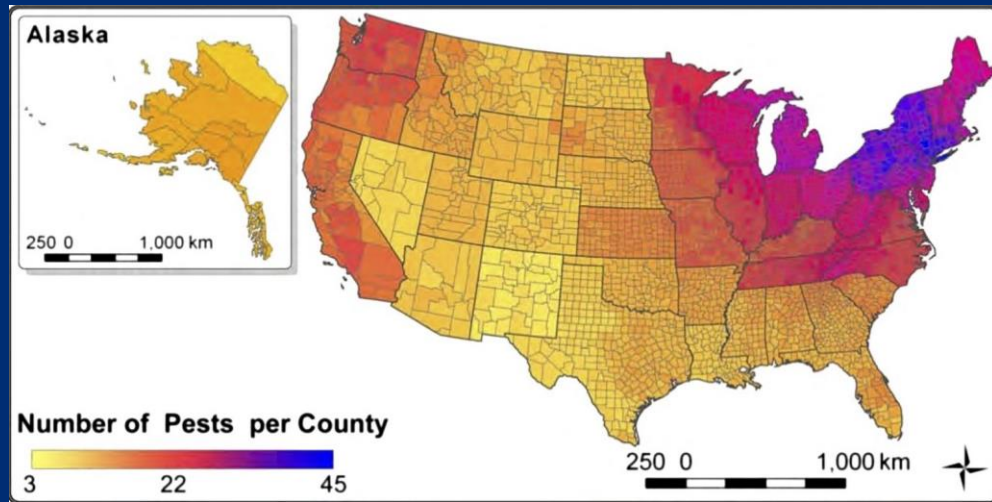 Alaska
250 0 1,000 km
Number of Pests per County
3 22 45
250 0 1,000 km